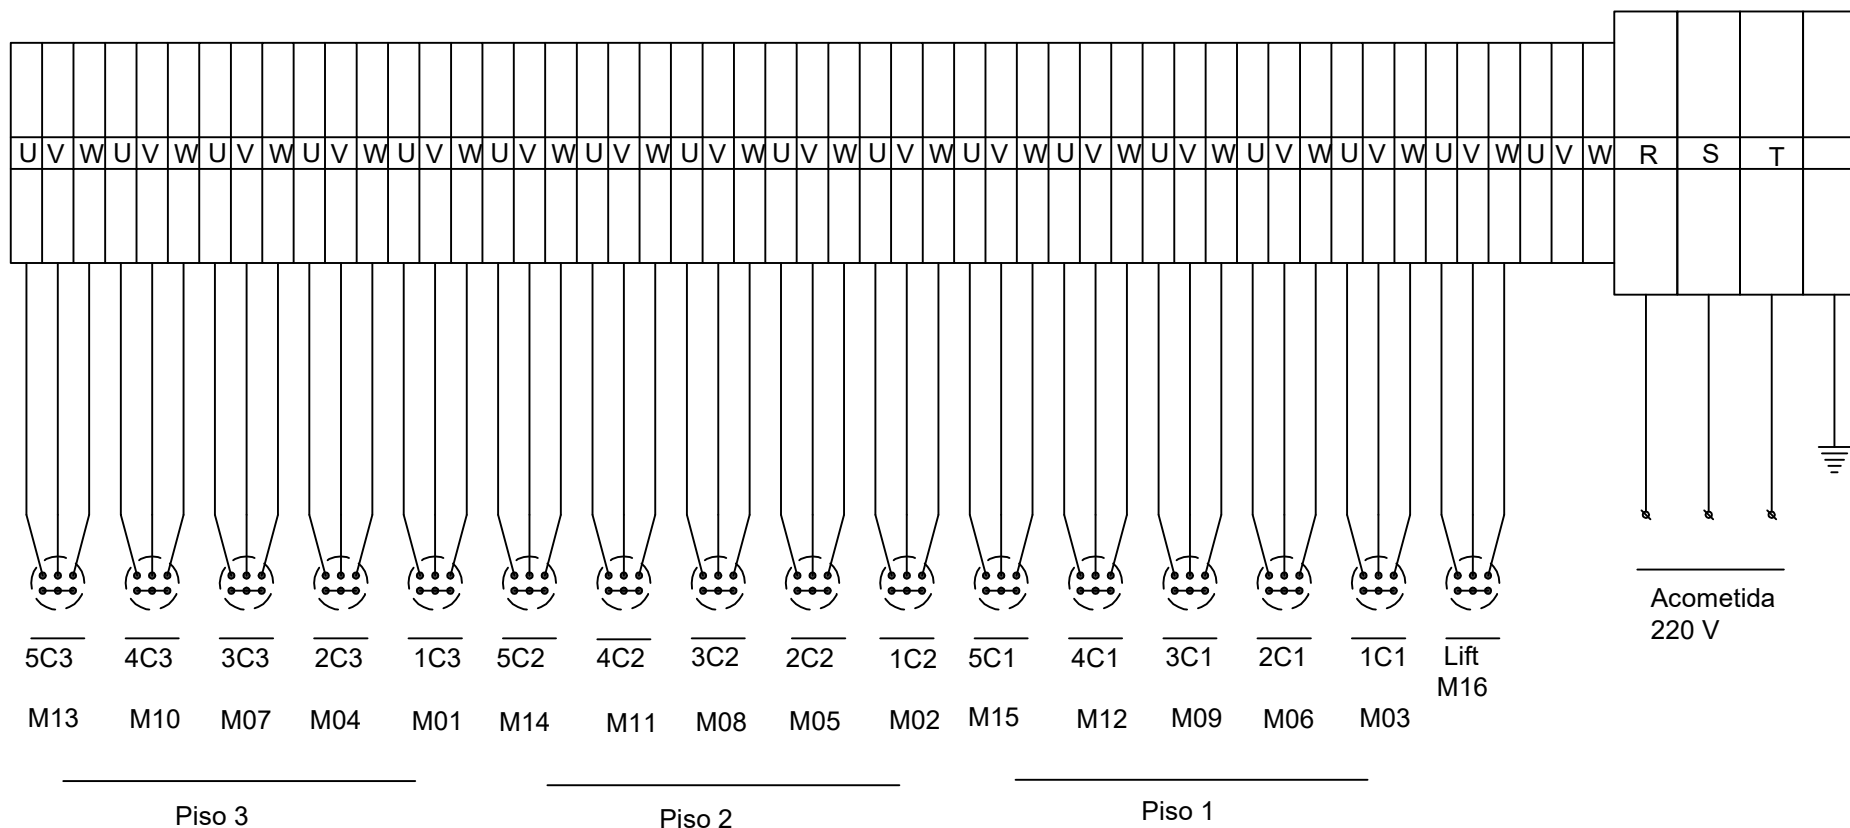 U V W U V W U V W U V W U V W U V W U V W U V W U V W U V W U V W U V W U V W U V W U V W U V W U V W R S T
5C3 4C3 3C3 2C3 1C3 5C2 4C2 3C2 2C2 1C2 5C1 4C1 3C1 2C1 1C1 Lift
M16
M13 M10 M07 M04 M01 M14 M11 M08 M05 M02 M15 M12 M09 M06 M03
Acometida
220 V
Piso 3 Piso 2 Piso 1